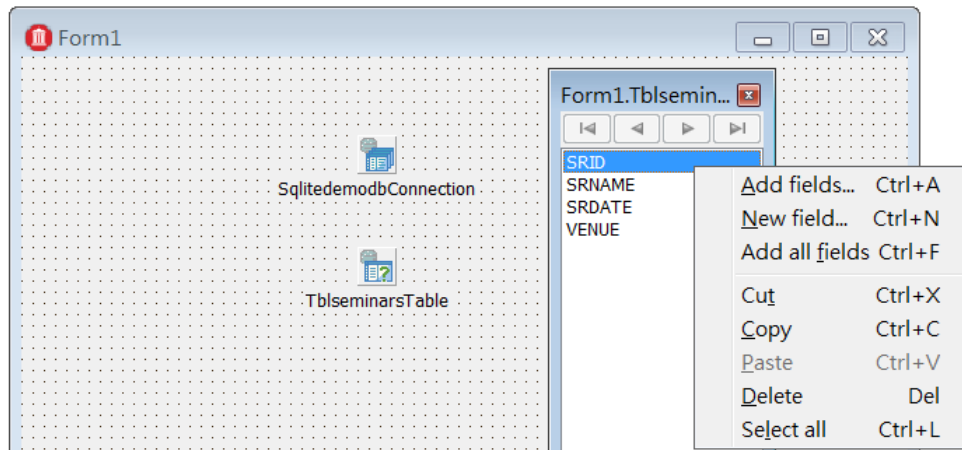 Form1
Form1.Tblsemin...
SRID
SRNAME
SRDATE
VENUE
SqlitedemodbConnection
TblseminarsTable
Add fields... Ctrl+A
New field... Ctrl+N
Add all fields Ctrl+F
Cut Ctrl+X
Copy Ctrl+C
Paste Ctrl+V
Delete Del
Select all Ctrl+L